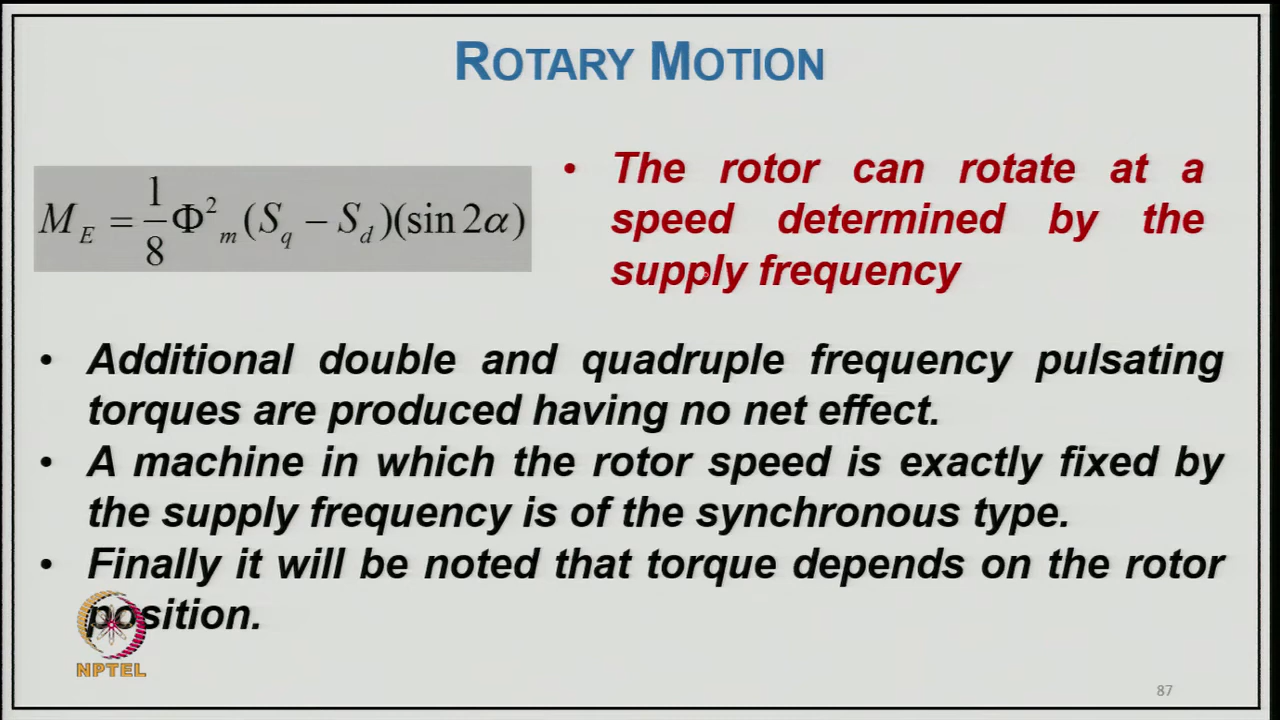 ROTARY MOTION
M_E = 1/8 Φ²_m (S_q − S_d)(sin 2α)
• The rotor can rotate at a
speed determined by the
supply frequency
• Additional double and quadruple frequency pulsating
torques are produced having no net effect.
• A machine in which the rotor speed is exactly fixed by
the supply frequency is of the synchronous type.
• Finally it will be noted that torque depends on the rotor
position.
NPTEL
87